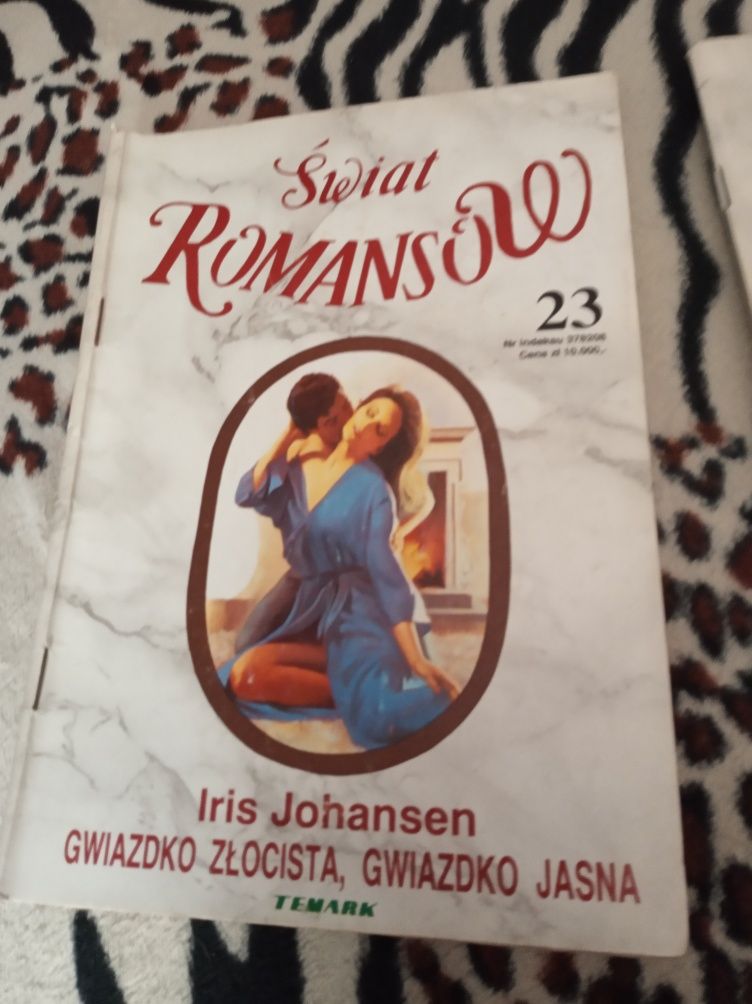 Świat
ROMANSÓW
23
Nr indeksu 378208
Cena zł 10.000,-
Iris Johansen
GWIAZDKO ZŁOCISTA, GWIAZDKO JASNA
TEMARK